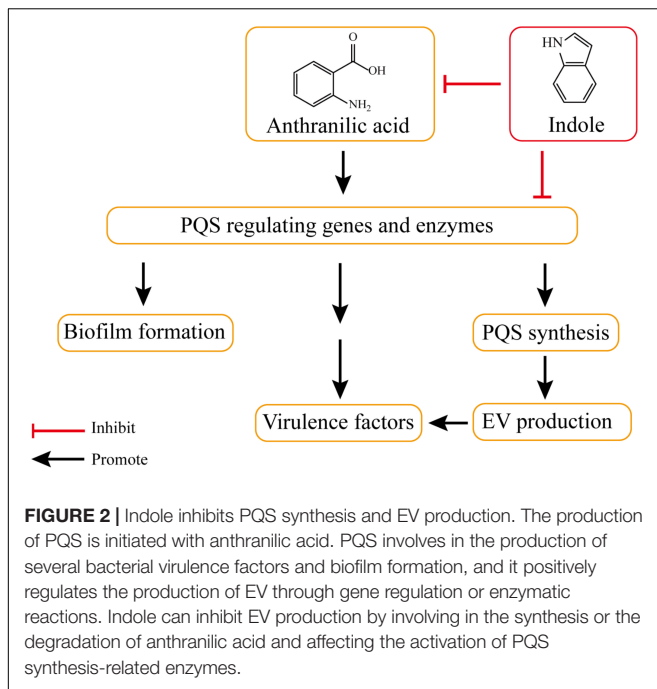 O
OH
NH2
Anthranilic acid
HN
Indole
PQS regulating genes and enzymes
Biofilm formation
PQS synthesis
Virulence factors
EV production
Inhibit
Promote
FIGURE 2 | Indole inhibits PQS synthesis and EV production. The production
of PQS is initiated with anthranilic acid. PQS involves in the production of
several bacterial virulence factors and biofilm formation, and it positively
regulates the production of EV through gene regulation or enzymatic
reactions. Indole can inhibit EV production by involving in the synthesis or the
degradation of anthranilic acid and affecting the activation of PQS
synthesis-related enzymes.